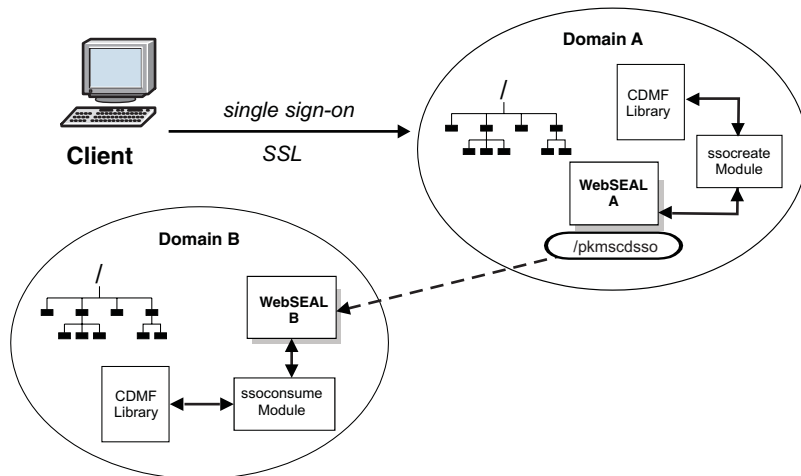 Client
single sign-on
SSL
Domain A
/
CDMF
Library
ssocreate
Module
WebSEAL
A
/pkmscdsso
Domain B
/
WebSEAL
B
CDMF
Library
ssoconsume
Module